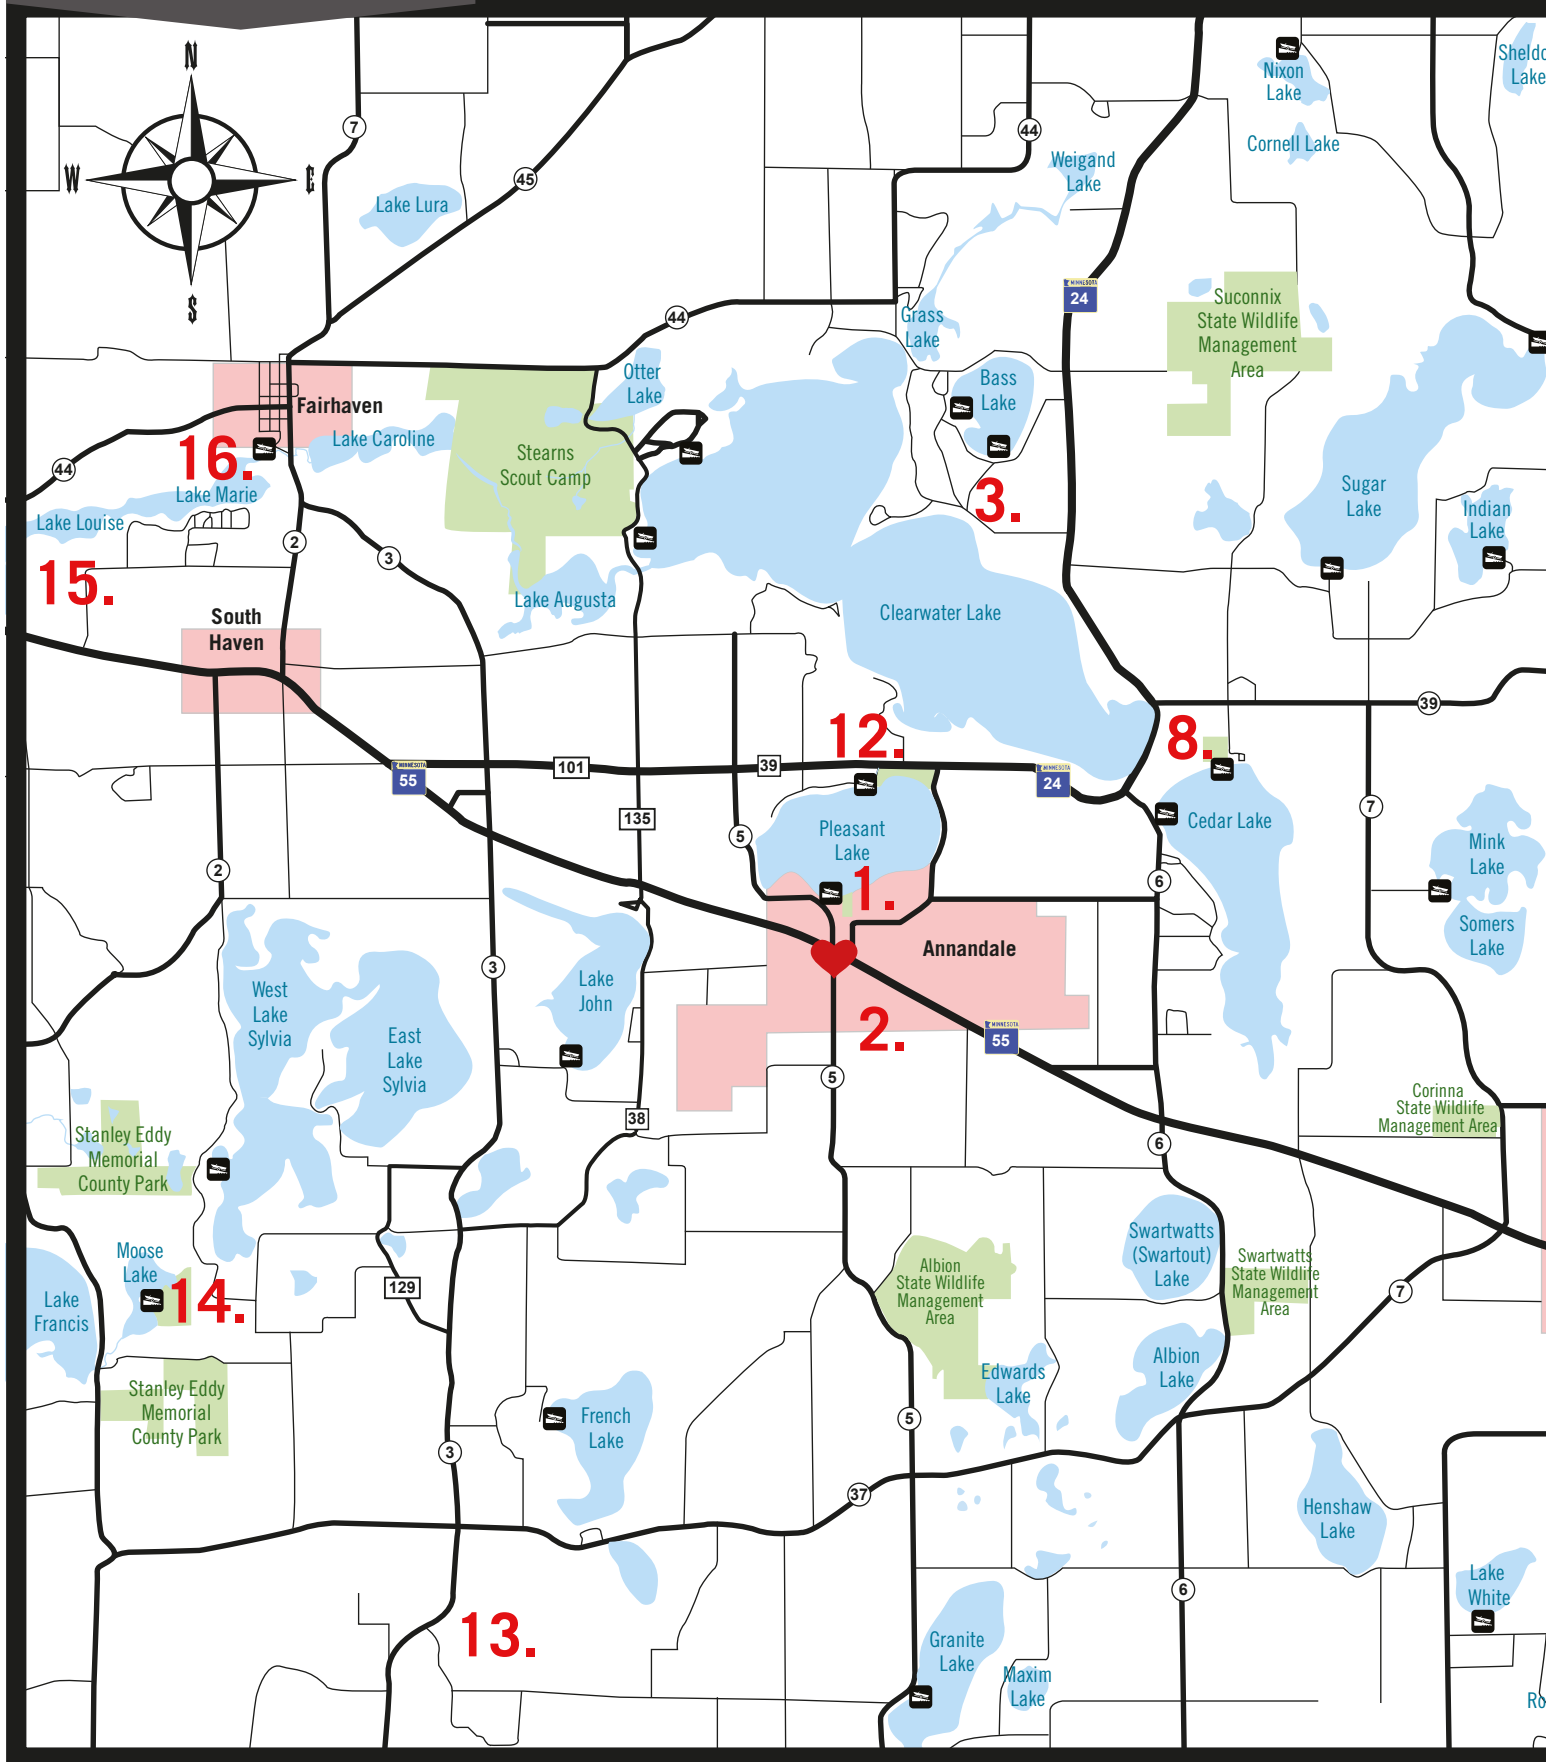 N
W
E
S
7
45
44
44
44
Nixon
Lake
Cornell Lake
Weigand
Lake
Lake Lura
MINNESOTA
24
Suconnix
State Wildlife
Management
Area
Grass
Lake
Otter
Lake
Bass
Lake
Fairhaven
Lake Caroline
Stearns
Scout Camp
16.
Lake Marie
Lake Louise
3.
Sugar
Lake
Indian
Lake
2
3
15.
Lake Augusta
Clearwater Lake
South
Haven
39
12.
8.
MINNESOTA
55
101
39
MINNESOTA
24
135
5
Pleasant
Lake
Cedar Lake
7
Mink
Lake
2
1.
6
Somers
Lake
Annandale
3
Lake
John
West
Lake
Sylvia
East
Lake
Sylvia
2.
MINNESOTA
55
5
38
6
Corinna
State Wildlife
Management Area
Stanley Eddy
Memorial
County Park
Moose
Lake
14.
Lake
Francis
129
Albion
State Wildlife
Management
Area
Swartwatts
(Swartout)
Lake
Swartwatts
State Wildlife
Management
Area
7
Albion
Lake
Edwards
Lake
Stanley Eddy
Memorial
County Park
French
Lake
5
3
37
Henshaw
Lake
6
Lake
White
13.
Granite
Lake
Maxim
Lake